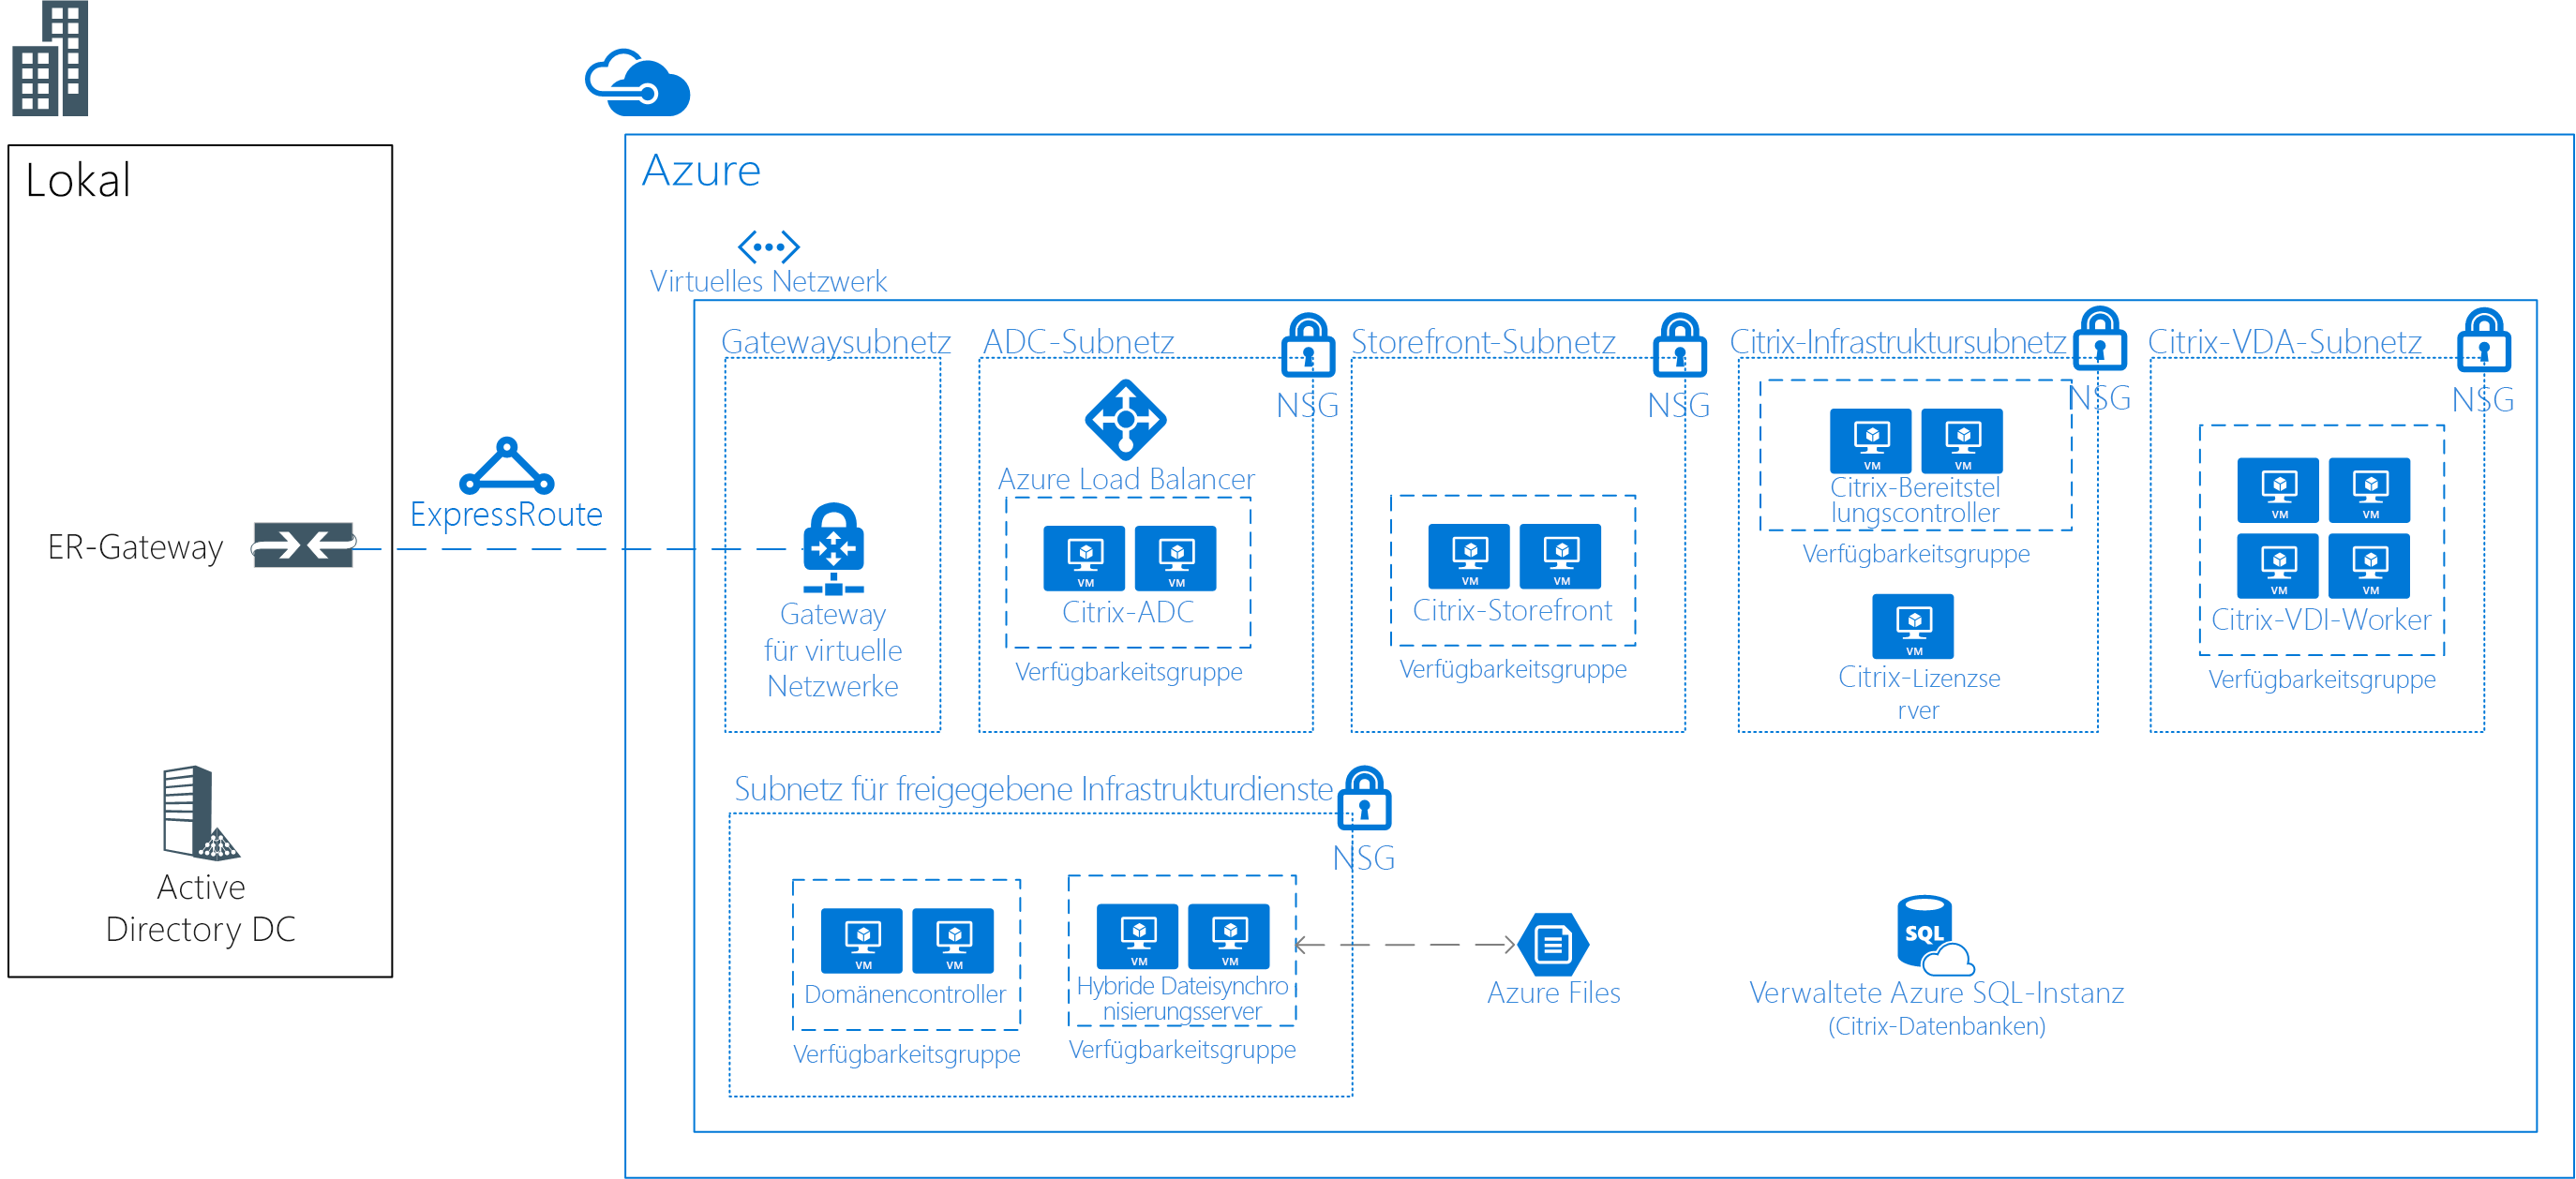 Lokal
ER-Gateway
Active
Directory DC
ExpressRoute
Azure
Virtuelles Netzwerk
Gatewaysubnetz
Gateway
für virtuelle
Netzwerke
ADC-Subnetz
NSG
Azure Load Balancer
VM
VM
Citrix-ADC
Verfügbarkeitsgruppe
Storefront-Subnetz
NSG
VM
VM
Citrix-Storefront
Verfügbarkeitsgruppe
Citrix-Infrastruktursubnetz
NSG
VM
VM
Citrix-Bereitstel
lungscontroller
Verfügbarkeitsgruppe
VM
Citrix-Lizenzse
rver
Citrix-VDA-Subnetz
NSG
VM
VM
VM
VM
Citrix-VDI-Worker
Verfügbarkeitsgruppe
Subnetz für freigegebene Infrastrukturdienste
NSG
VM
VM
Domänencontroller
Verfügbarkeitsgruppe
VM
VM
Hybride Dateisynchro
nisierungsserver
Verfügbarkeitsgruppe
Azure Files
SQL
Verwaltete Azure SQL-Instanz
(Citrix-Datenbanken)